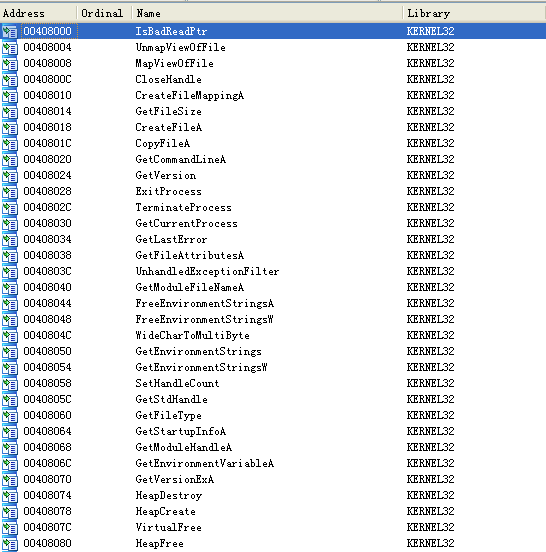 Address Ordinal Name Library
00408000 IsBadReadPtr KERNEL32
00408004 UnmapViewOfFile KERNEL32
00408008 MapViewOfFile KERNEL32
0040800C CloseHandle KERNEL32
00408010 CreateFileMappingA KERNEL32
00408014 GetFileSize KERNEL32
00408018 CreateFileA KERNEL32
0040801C CopyFileA KERNEL32
00408020 GetCommandLineA KERNEL32
00408024 GetVersion KERNEL32
00408028 ExitProcess KERNEL32
0040802C TerminateProcess KERNEL32
00408030 GetCurrentProcess KERNEL32
00408034 GetLastError KERNEL32
00408038 GetFileAttributesA KERNEL32
0040803C UnhandledExceptionFilter KERNEL32
00408040 GetModuleFileNameA KERNEL32
00408044 FreeEnvironmentStringsA KERNEL32
00408048 FreeEnvironmentStringsW KERNEL32
0040804C WideCharToMultiByte KERNEL32
00408050 GetEnvironmentStrings KERNEL32
00408054 GetEnvironmentStringsW KERNEL32
00408058 SetHandleCount KERNEL32
0040805C GetStdHandle KERNEL32
00408060 GetFileType KERNEL32
00408064 GetStartupInfoA KERNEL32
00408068 GetModuleHandleA KERNEL32
0040806C GetEnvironmentVariableA KERNEL32
00408070 GetVersionExA KERNEL32
00408074 HeapDestroy KERNEL32
00408078 HeapCreate KERNEL32
0040807C VirtualFree KERNEL32
00408080 HeapFree KERNEL32